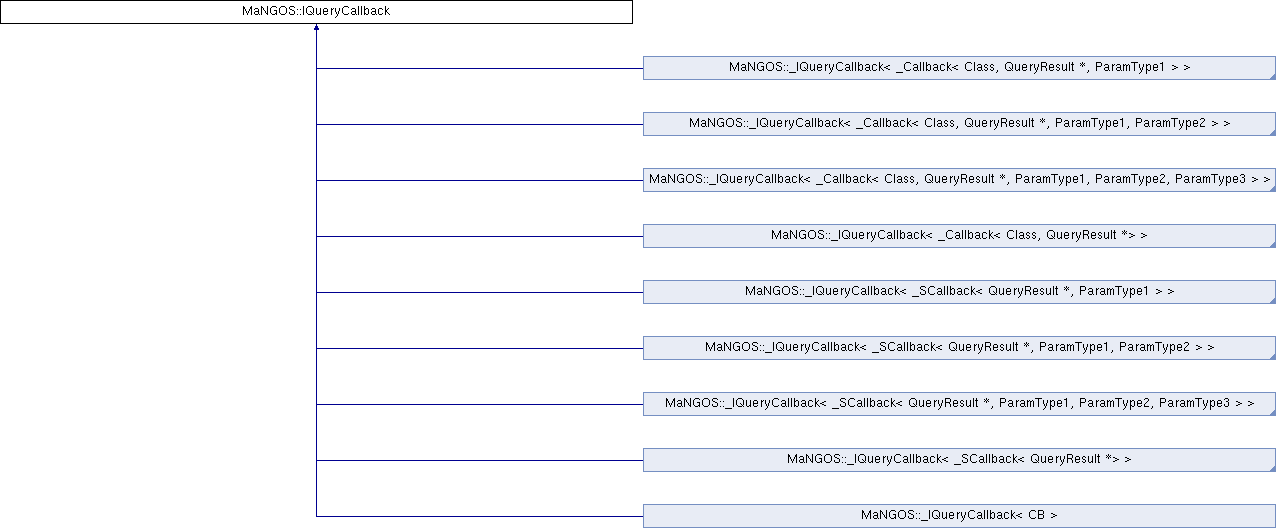 MaNGOS::IQueryCallback
MaNGOS::_IQueryCallback< _Callback< Class, QueryResult *, ParamType1 > >
MaNGOS::_IQueryCallback< _Callback< Class, QueryResult *, ParamType1, ParamType2 > >
MaNGOS::_IQueryCallback< _Callback< Class, QueryResult *, ParamType1, ParamType2, ParamType3 > >
MaNGOS::_IQueryCallback< _Callback< Class, QueryResult *> >
MaNGOS::_IQueryCallback< _SCallback< QueryResult *, ParamType1 > >
MaNGOS::_IQueryCallback< _SCallback< QueryResult *, ParamType1, ParamType2 > >
MaNGOS::_IQueryCallback< _SCallback< QueryResult *, ParamType1, ParamType2, ParamType3 > >
MaNGOS::_IQueryCallback< _SCallback< QueryResult *> >
MaNGOS::_IQueryCallback< CB >